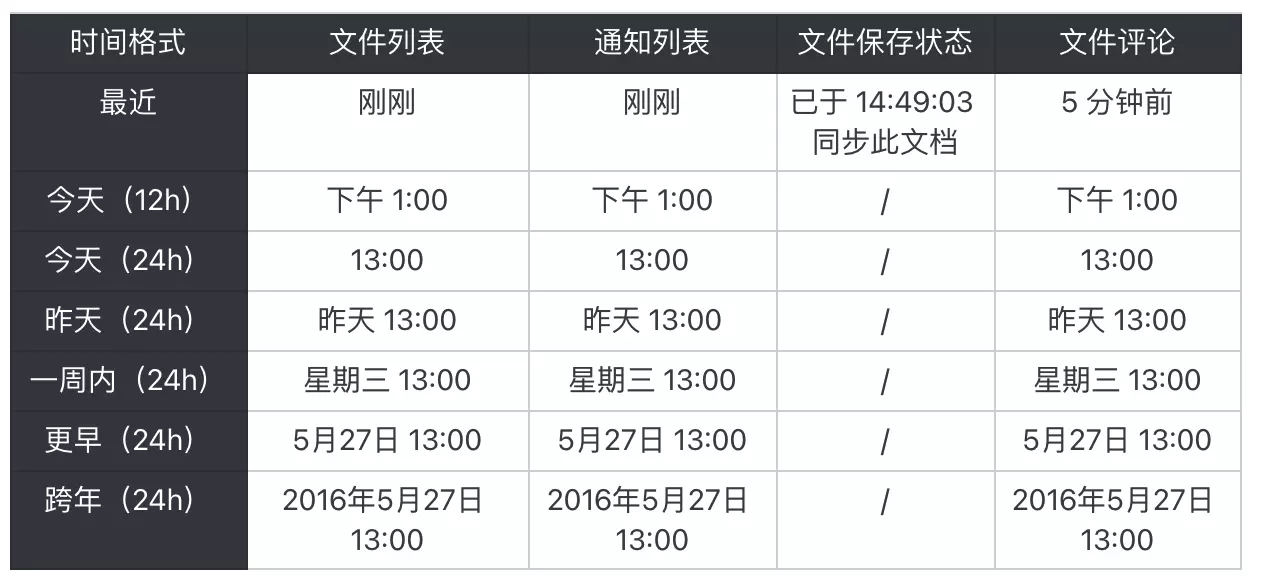 时间格式 文件列表 通知列表 文件保存状态 文件评论
最近 刚刚 刚刚 已于 14:49:03 5 分钟前
同步此文档
今天（12h） 下午 1:00 下午 1:00 / 下午 1:00
今天（24h） 13:00 13:00 / 13:00
昨天（24h） 昨天 13:00 昨天 13:00 / 昨天 13:00
一周内（24h） 星期三 13:00 星期三 13:00 / 星期三 13:00
更早（24h） 5月27日 13:00 5月27日 13:00 / 5月27日 13:00
跨年（24h） 2016年5月27日 2016年5月27日 / 2016年5月27日
13:00 13:00 13:00